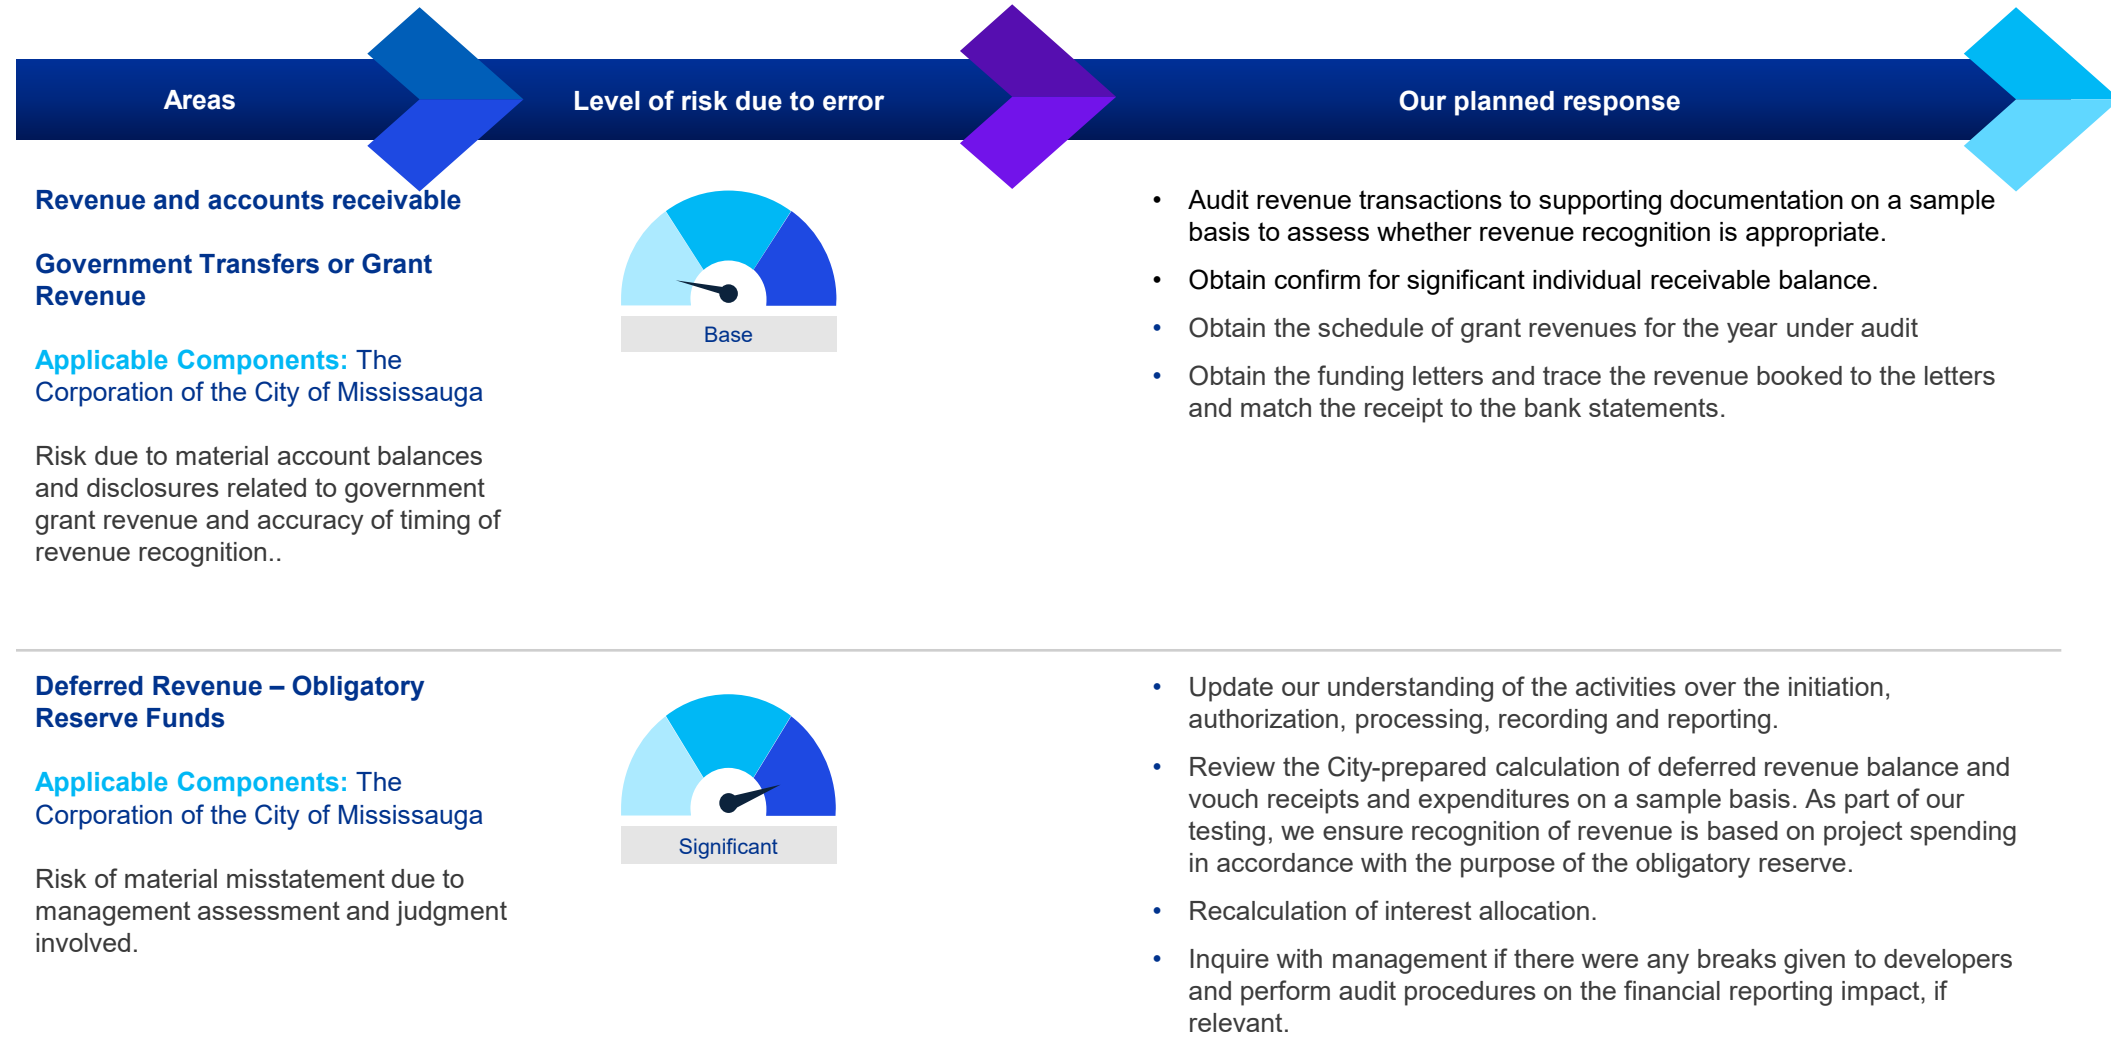 Areas
Level of risk due to error
Our planned response
Revenue and accounts receivable
Government Transfers or Grant
Revenue
Applicable Components: The
Corporation of the City of Mississauga
Risk due to material account balances
and disclosures related to government
grant revenue and accuracy of timing of
revenue recognition..
Base
• Audit revenue transactions to supporting documentation on a sample
basis to assess whether revenue recognition is appropriate.
• Obtain confirm for significant individual receivable balance.
• Obtain the schedule of grant revenues for the year under audit
• Obtain the funding letters and trace the revenue booked to the letters
and match the receipt to the bank statements.
Deferred Revenue – Obligatory
Reserve Funds
Applicable Components: The
Corporation of the City of Mississauga
Risk of material misstatement due to
management assessment and judgment
involved.
Significant
• Update our understanding of the activities over the initiation,
authorization, processing, recording and reporting.
• Review the City-prepared calculation of deferred revenue balance and
vouch receipts and expenditures on a sample basis. As part of our
testing, we ensure recognition of revenue is based on project spending
in accordance with the purpose of the obligatory reserve.
• Recalculation of interest allocation.
• Inquire with management if there were any breaks given to developers
and perform audit procedures on the financial reporting impact, if
relevant.